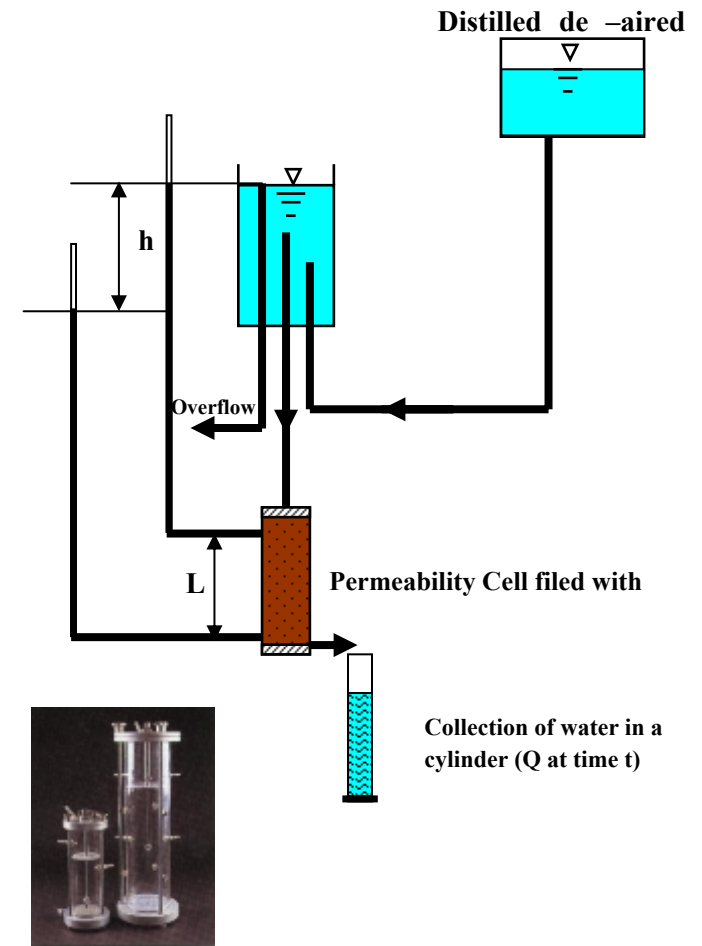 Distilled de –aired
h
Overflow
L
Permeability Cell filed with
Collection of water in a
cylinder (Q at time t)